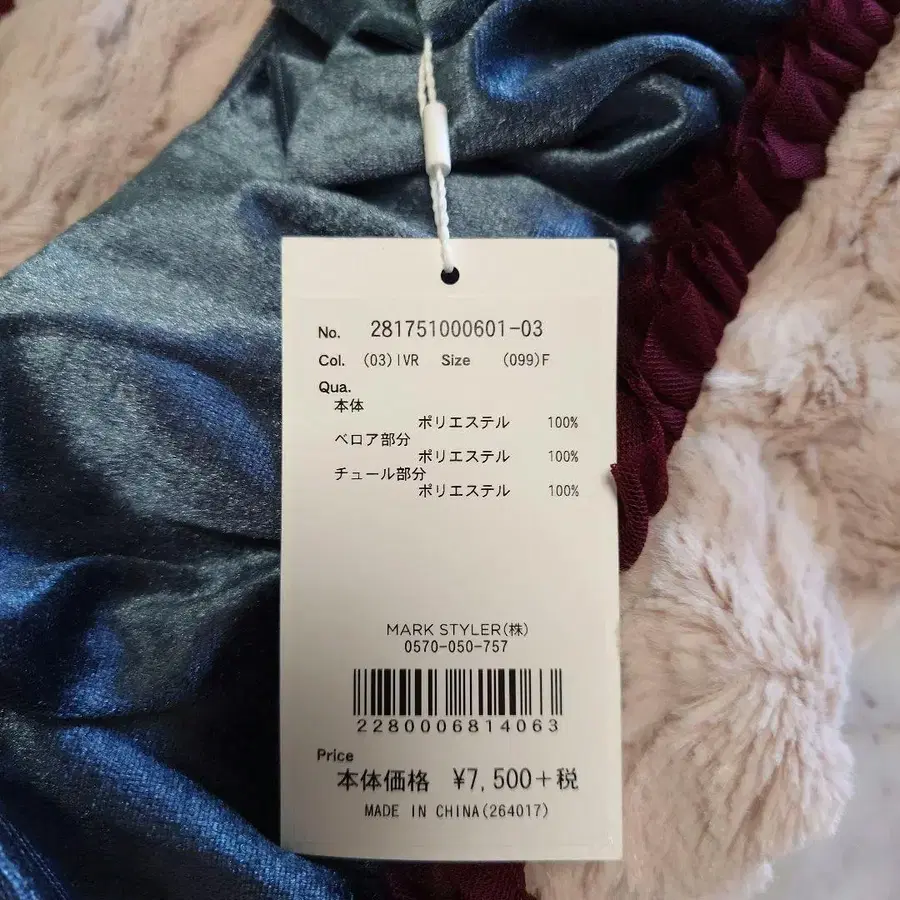 No. 281751000601-03
Col. (03)IVR Size (099)F
Qua.
本体
ポリエステル 100%
ベロア部分
ポリエステル 100%
チュール部分
ポリエステル 100%
MARK STYLER(株)
0570-050-757
2280006814063
Price
本体価格 ¥7,500+税
MADE IN CHINA(264017)